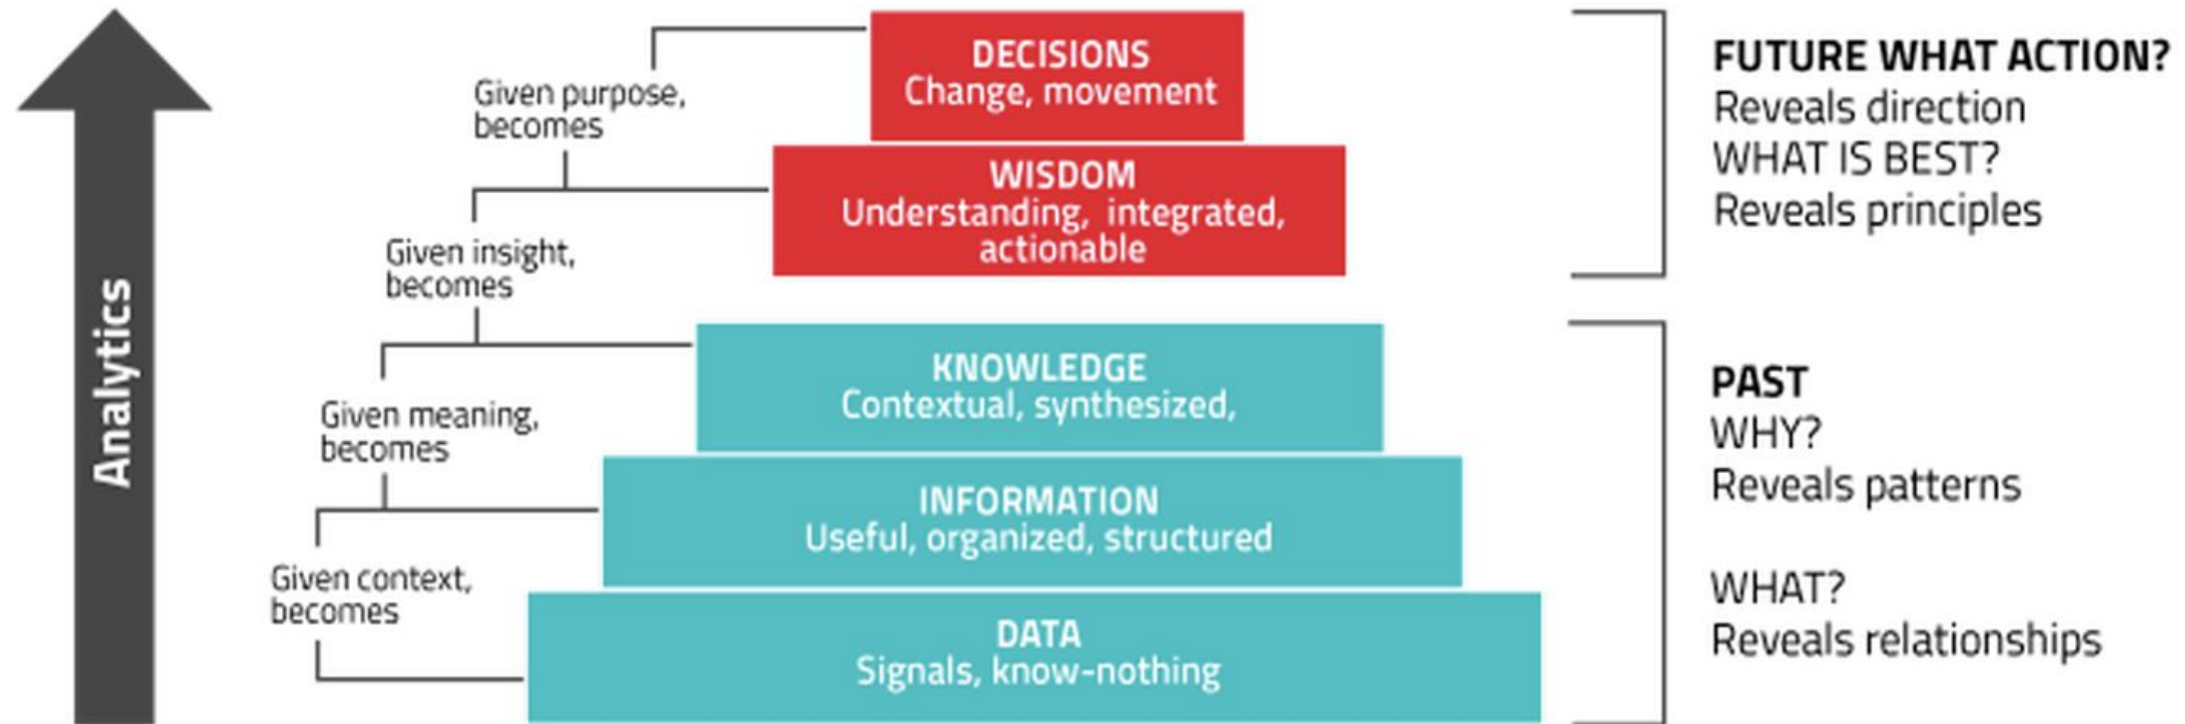 Analytics
Given purpose,
becomes
Given insight,
becomes
Given meaning,
becomes
Given context,
becomes
DECISIONS
Change, movement
WISDOM
Understanding, integrated,
actionable
KNOWLEDGE
Contextual, synthesized,
INFORMATION
Useful, organized, structured
DATA
Signals, know-nothing
FUTURE WHAT ACTION?
Reveals direction
WHAT IS BEST?
Reveals principles
PAST
WHY?
Reveals patterns
WHAT?
Reveals relationships